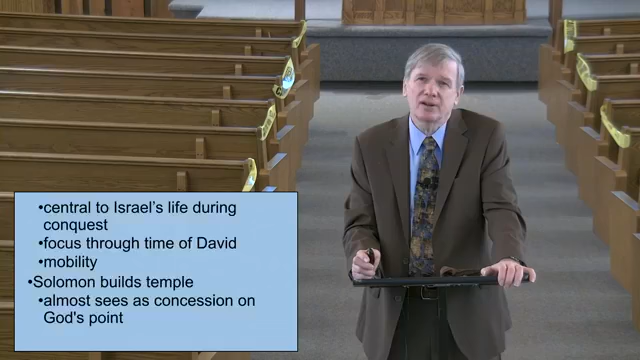 •central to Israel's life during
conquest
•focus through time of David
•mobility
•Solomon builds temple
•almost sees as concession on
God's point